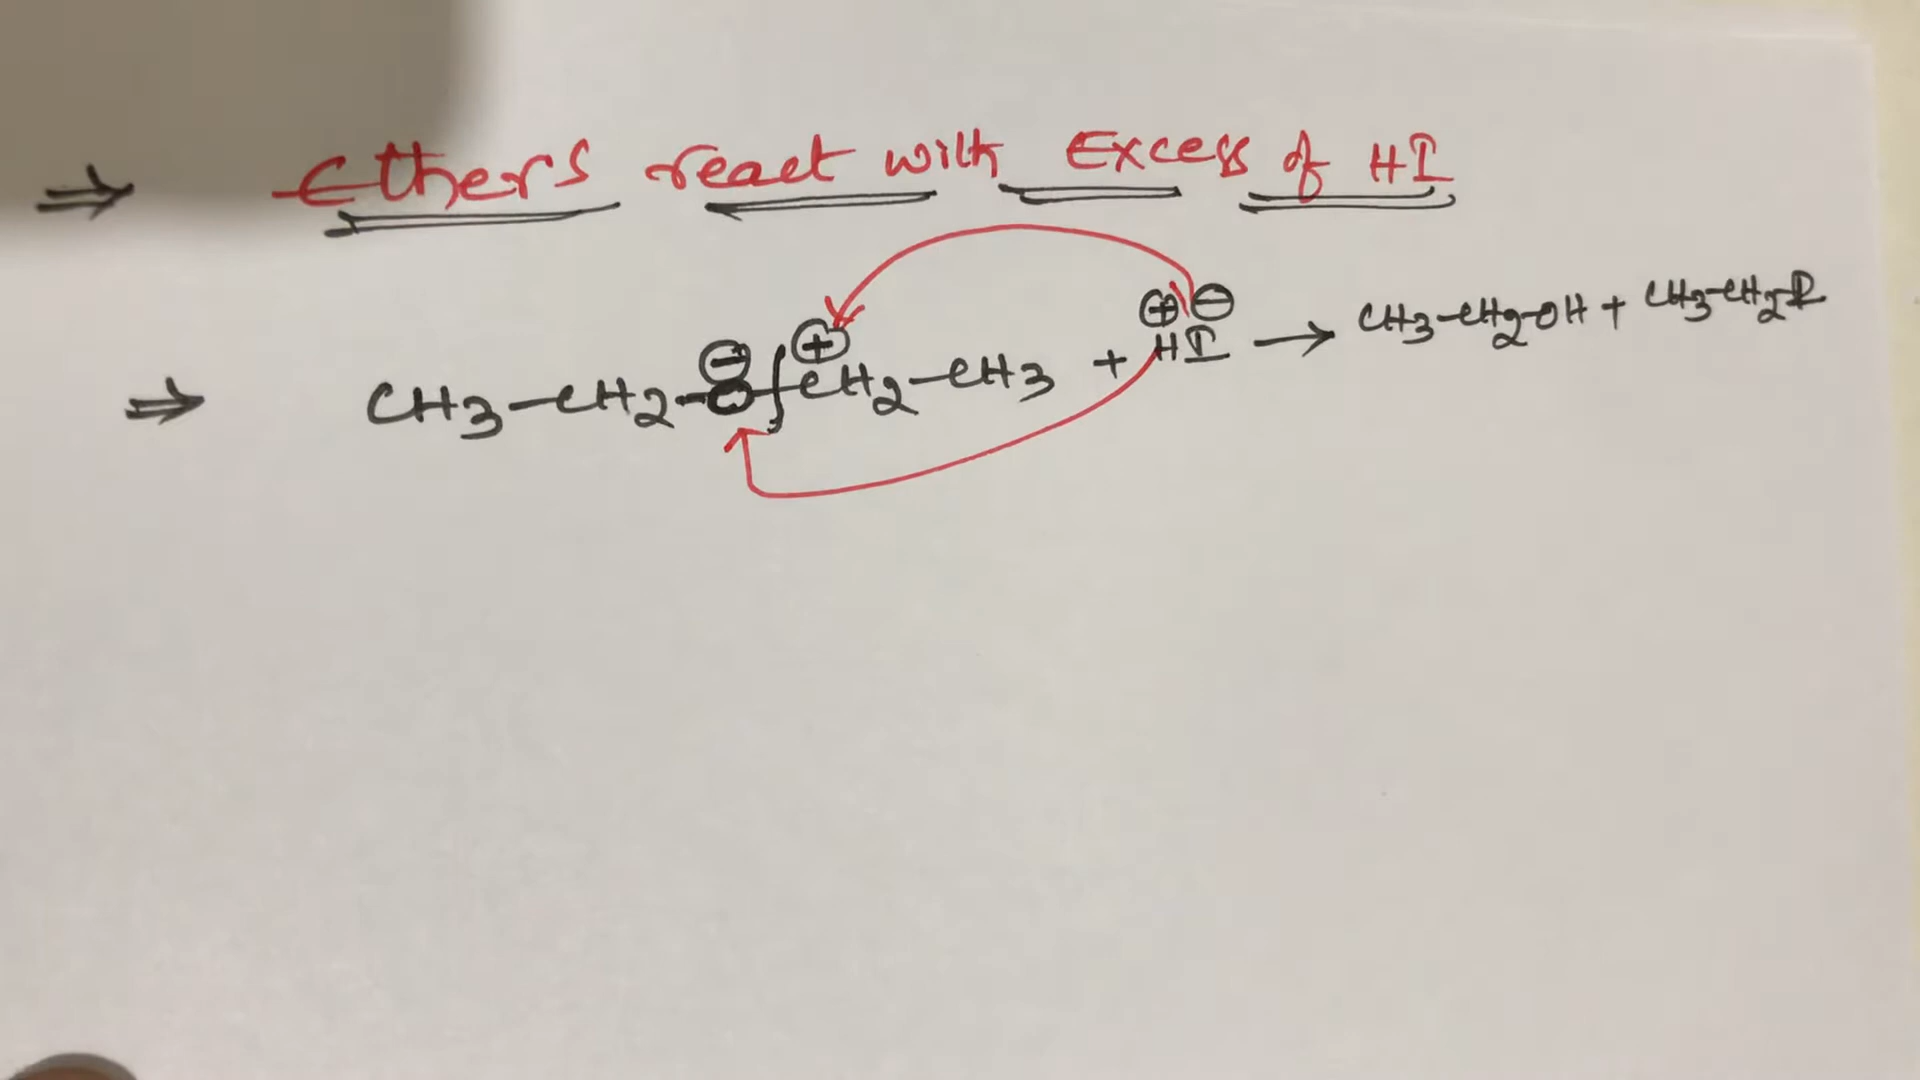 ⇒ Ethers react with Excess of HI
⇒ CH3-CH2-O-CH2-CH3 + HI → CH3-CH2-OH + CH3-CH2I
⊖ ⊕ ⊕ ⊖